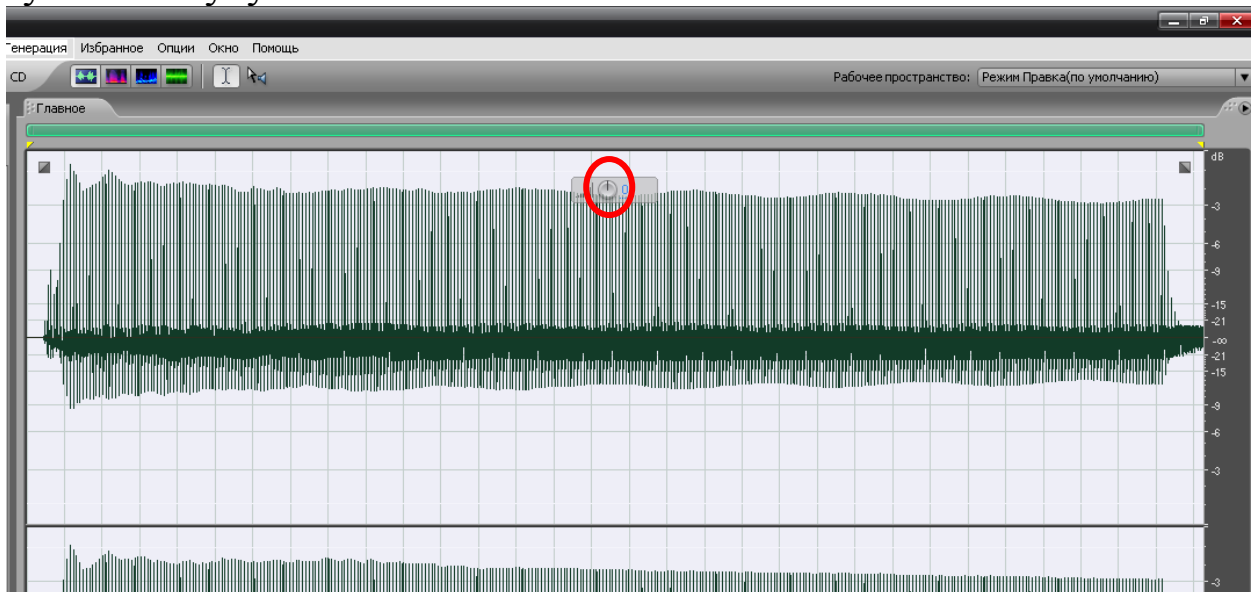 Генерация Избранное Опции Окно Помощь
CD
Рабочее пространство: Режим Правка(по умолчанию)
Главное
dB
0
-3
-6
-9
-15
-21
-∞
-21
-15
-9
-6
-3
-3